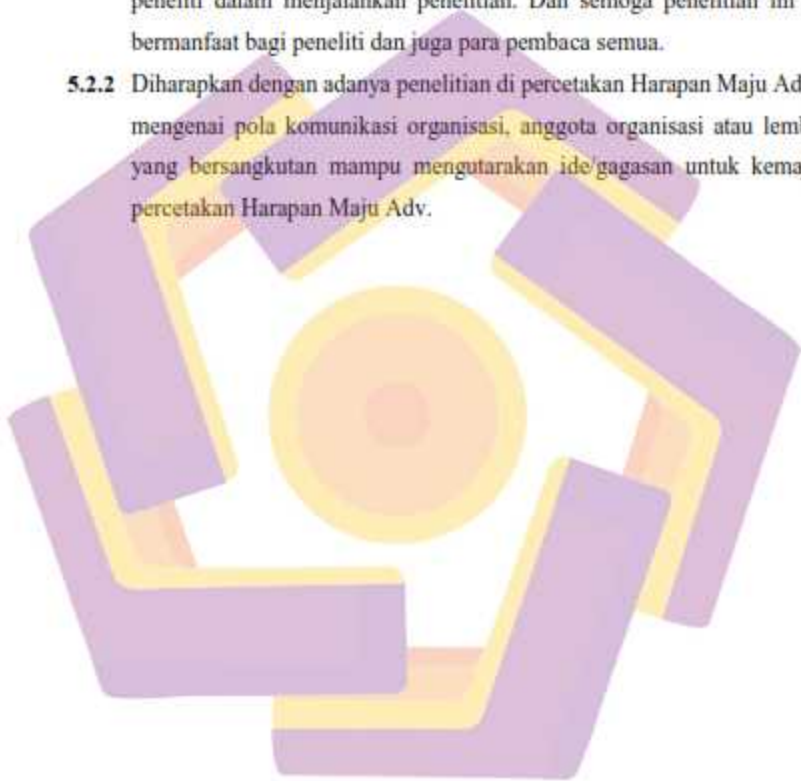 peneliti dalam menjalankan penelitian. Dan semoga penelitian ini
bermanfaat bagi peneliti dan juga para pembaca semua.
5.2.2 Diharapkan dengan adanya penelitian di percetakan Harapan Maju Ad
mengenai pola komunikasi organisasi, anggota organisasi atau lem
yang bersangkutan mampu mengutarakan ide/gagasan untuk kema
percetakan Harapan Maju Adv.